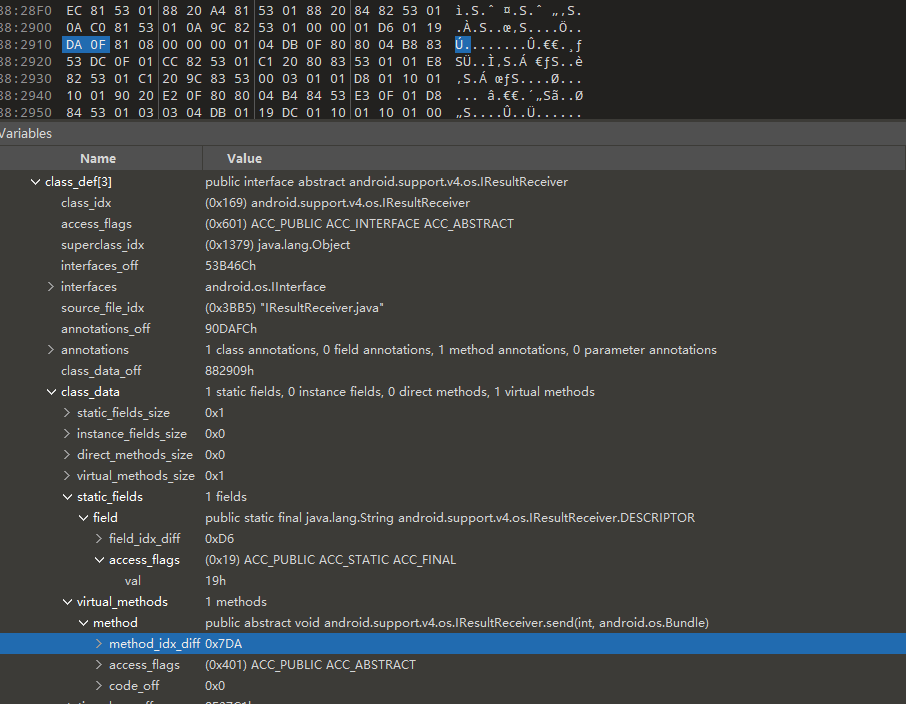 38:28F0 EC 81 53 01 88 20 A4 81 53 01 88 20 84 82 53 01 ì.S.ˆ ¤.S.ˆ „‚S.
38:2900 0A C0 81 53 01 0A 9C 82 53 01 00 01 D6 01 19 .À.S..œ‚S....Ö..
38:2910 DA 0F 81 08 00 00 01 04 DB 0F 80 80 04 B8 83 Ú.......Û.€€.¸ƒ
38:2920 53 DC 0F 01 CC 82 53 01 C1 20 80 83 53 01 01 E8 SÜ..Ì‚S.Á €ƒS..è
38:2930 82 53 01 C1 20 9C 83 53 00 03 01 01 D8 01 10 01 ‚S.Á œƒS....Ø...
38:2940 10 01 90 20 E2 0F 80 80 04 B4 84 53 E3 0F 01 D8 ... â.€€.´„Sã..Ø
38:2950 84 53 01 03 03 04 DB 01 19 DC 01 10 01 10 01 00 „S....Û..Ü......
Variables
Name Value
class_def[3] public interface abstract android.support.v4.os.IResultReceiver
class_idx (0x169) android.support.v4.os.IResultReceiver
access_flags (0x601) ACC_PUBLIC ACC_INTERFACE ACC_ABSTRACT
superclass_idx (0x1379) java.lang.Object
interfaces_off 53B46Ch
interfaces android.os.IInterface
source_file_idx (0x3BB5) "IResultReceiver.java"
annotations_off 90DAFCh
annotations 1 class annotations, 0 field annotations, 1 method annotations, 0 parameter annotations
class_data_off 882909h
class_data 1 static fields, 0 instance fields, 0 direct methods, 1 virtual methods
static_fields_size 0x1
instance_fields_size 0x0
direct_methods_size 0x0
virtual_methods_size 0x1
static_fields 1 fields
field public static final java.lang.String android.support.v4.os.IResultReceiver.DESCRIPTOR
field_idx_diff 0xD6
access_flags (0x19) ACC_PUBLIC ACC_STATIC ACC_FINAL
val 19h
virtual_methods 1 methods
method public abstract void android.support.v4.os.IResultReceiver.send(int, android.os.Bundle)
method_idx_diff 0x7DA
access_flags (0x401) ACC_PUBLIC ACC_ABSTRACT
code_off 0x0